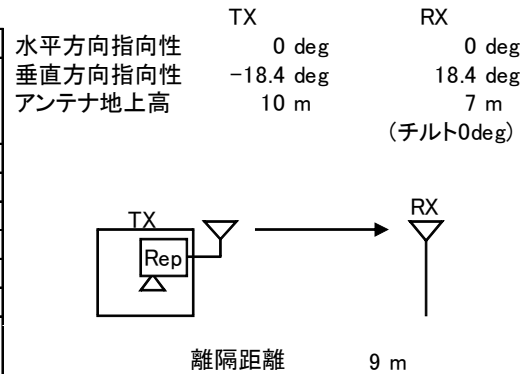 TX RX
水平方向指向性 0 deg 0 deg
垂直方向指向性 -18.4 deg 18.4 deg
アンテナ地上高 10 m 7 m
(チルト0deg)
TX RX
Rep
離隔距離 9 m